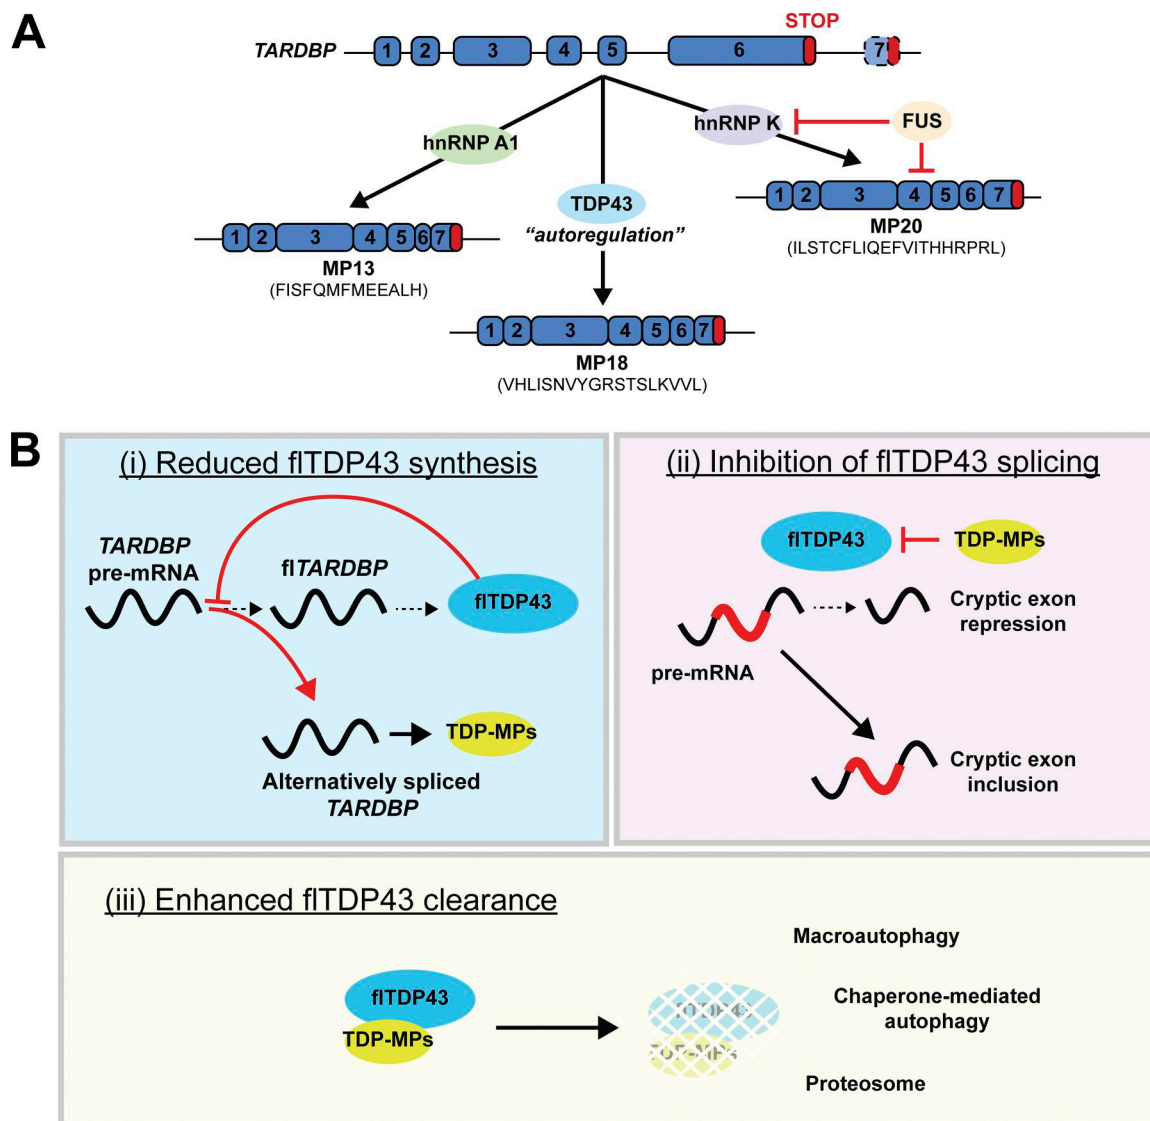 A
STOP
TARDBP
1 2 3 4 5 6 7
hnRNP A1
hnRNP K
FUS
TDP43
"autoregulation"
1 2 3 4 5 6 7
MP20
(ILSTCFLIQEFVITHHRPRL)
1 2 3 4 5 6 7
MP13
(FISFQMFMEEALH)
1 2 3 4 5 6 7
MP18
(VHLISNVYGRSTSLKVVL)
B
(i) Reduced flTDP43 synthesis
TARDBP
pre-mRNA
flTARDBP
flTDP43
TDP-MPs
Alternatively spliced
TARDBP
(ii) Inhibition of flTDP43 splicing
flTDP43
TDP-MPs
Cryptic exon
repression
pre-mRNA
Cryptic exon
inclusion
(iii) Enhanced flTDP43 clearance
flTDP43
TDP-MPs
flTDP43
TDP-MPs
Macroautophagy
Chaperone-mediated
autophagy
Proteosome